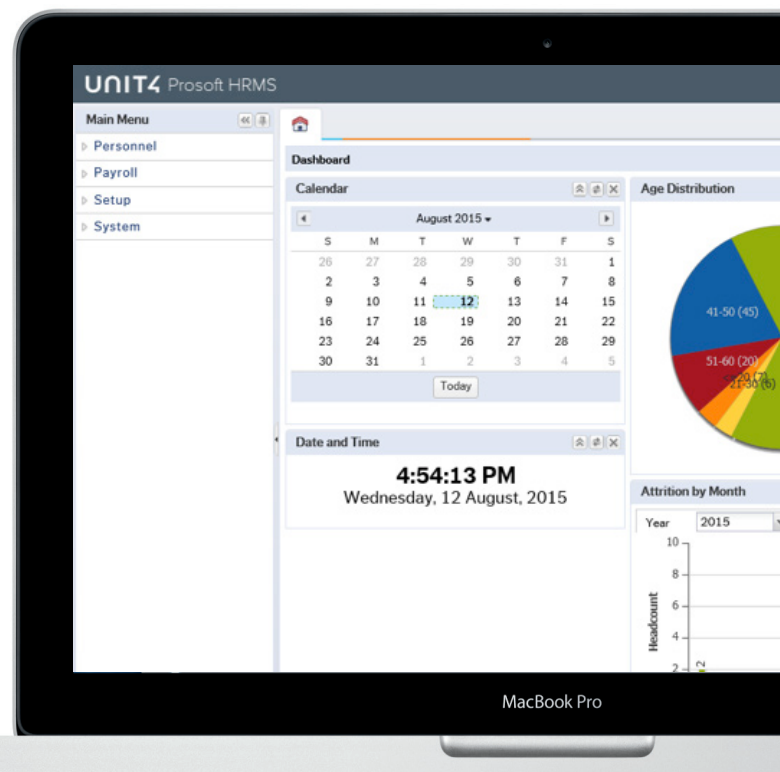 UNIT4 Prosoft HRMS
Main Menu
Personnel
Payroll
Setup
System
Dashboard
Calendar
August 2015
S M T W T F S
26 27 28 29 30 31 1
2 3 4 5 6 7 8
9 10 11 12 13 14 15
16 17 18 19 20 21 22
23 24 25 26 27 28 29
30 31 1 2 3 4 5
Today
Date and Time
4:54:13 PM
Wednesday, 12 August, 2015
Age Distribution
41-50 (45)
51-60 (20)
21-30 (6)
Attrition by Month
Year 2015
10
8
6
4
2
Headcount
2
MacBook Pro